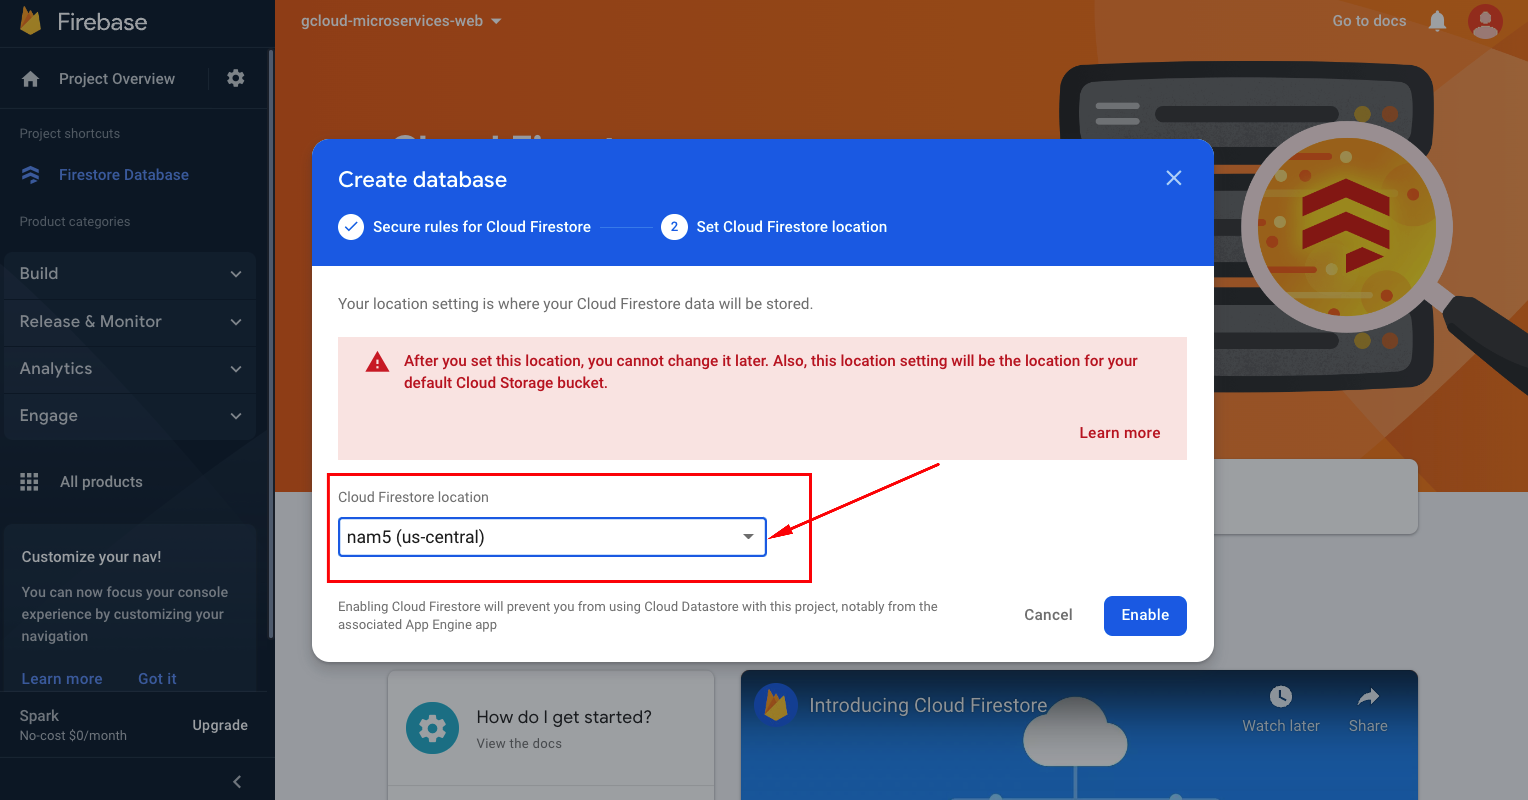 Firebase
gcloud-microservices-web
Go to docs
Project Overview
Project shortcuts
Firestore Database
Product categories
Build
Release & Monitor
Analytics
Engage
All products
Customize your nav!
You can now focus your console
experience by customizing your
navigation
Learn more
Got it
Spark
No-cost $0/month
Upgrade
Cloud Firestore
Create database
Secure rules for Cloud Firestore
2
Set Cloud Firestore location
Your location setting is where your Cloud Firestore data will be stored.
After you set this location, you cannot change it later. Also, this location setting will be the location for your
default Cloud Storage bucket.
Learn more
Cloud Firestore location
nam5 (us-central)
Enabling Cloud Firestore will prevent you from using Cloud Datastore with this project, notably from the
associated App Engine app
Cancel
Enable
How do I get started?
View the docs
Introducing Cloud Firestore
Watch later
Share